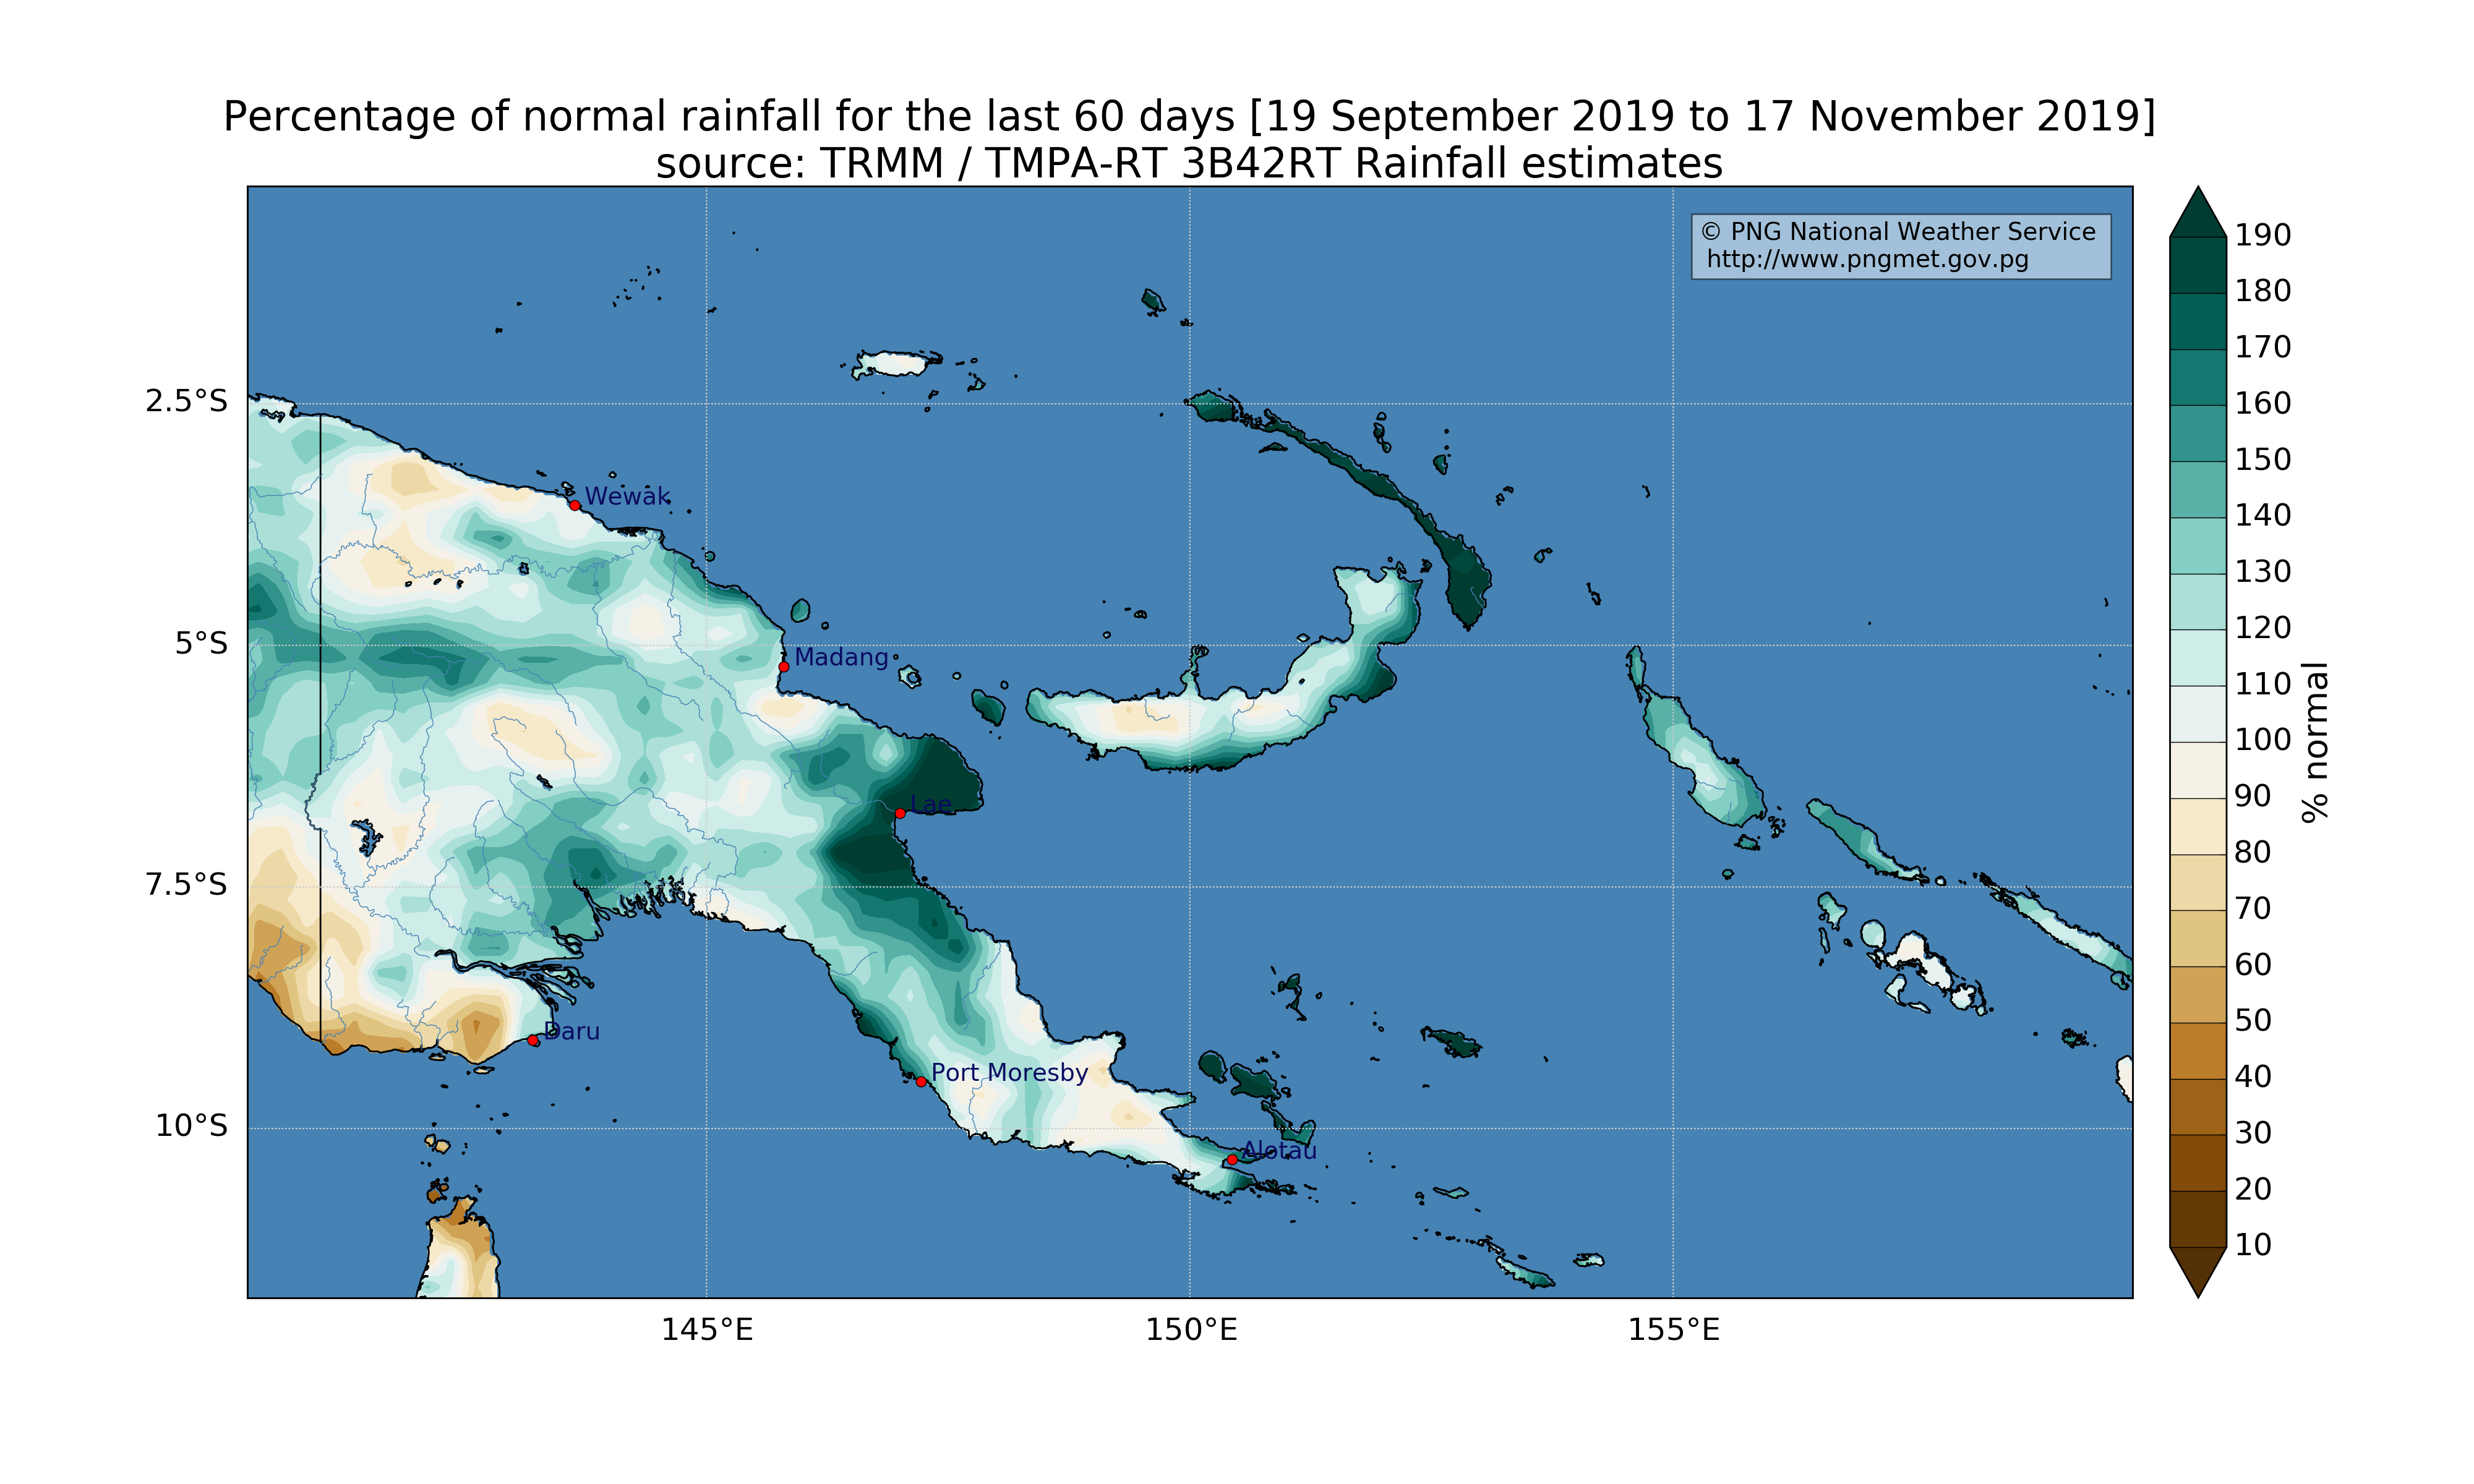 Percentage of normal rainfall for the last 60 days [19 September 2019 to 17 November 2019]
source: TRMM / TMPA-RT 3B42RT Rainfall estimates
© PNG National Weather Service
http://www.pngmet.gov.pg
2.5°S
5°S
7.5°S
10°S
Wewak
Madang
Lae
Daru
Port Moresby
Alotau
145°E
150°E
155°E
190
180
170
160
150
140
130
120
110
100
90
80
70
60
50
40
30
20
10
% normal